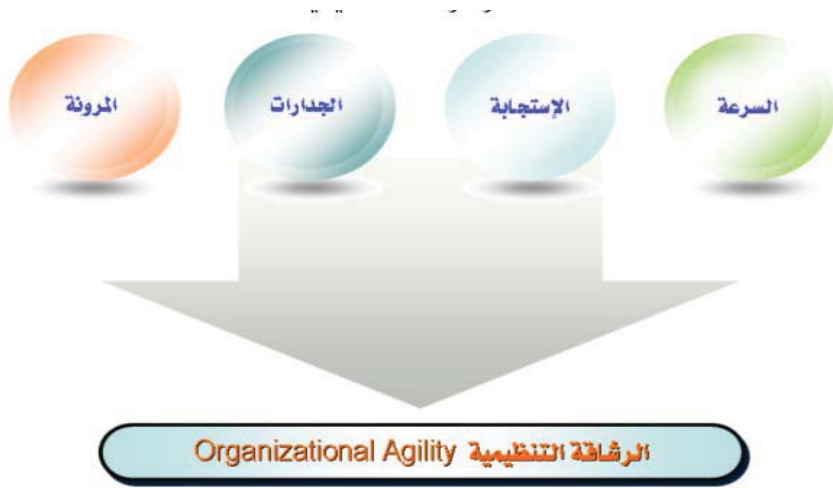 السرعة
الإستجابة
الجدارات
المرونة
الرشاقة التنظيمية Organizational Agility